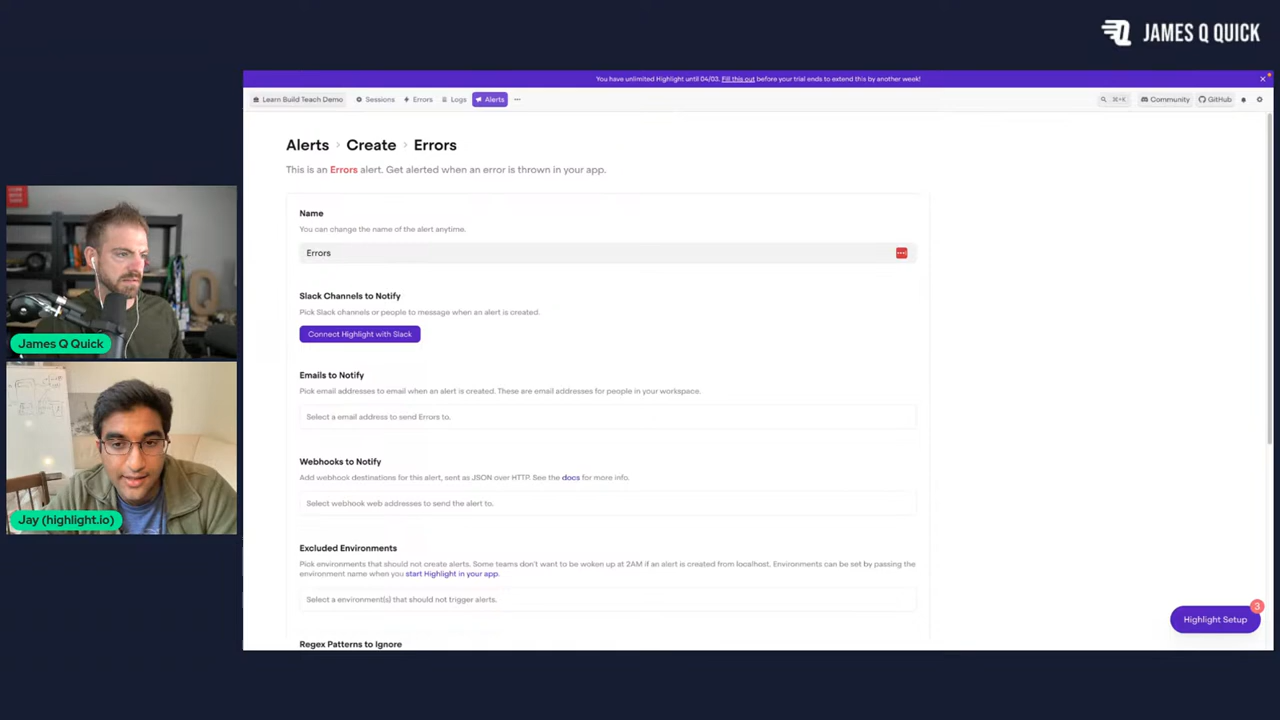 JAMES Q QUICK
You have unlimited Highlight until 04/03. Fill this out before your trial ends to extend this by another week!
Learn Build Teach Demo Sessions Errors Logs Alerts ⌘+K Community GitHub
Alerts > Create > Errors
This is an Errors alert. Get alerted when an error is thrown in your app.
Name
You can change the name of the alert anytime.
Errors
Slack Channels to Notify
Pick Slack channels or people to message when an alert is created.
Connect Highlight with Slack
James Q Quick
Emails to Notify
Pick email addresses to email when an alert is created. These are email addresses for people in your workspace.
Select a email address to send Errors to.
Webhooks to Notify
Add webhook destinations for this alert, sent as JSON over HTTP. See the docs for more info.
Select webhook web addresses to send the alert to.
Jay (highlight.io)
Excluded Environments
Pick environments that should not create alerts. Some teams don't want to be woken up at 2AM if an alert is created from localhost. Environments can be set by passing the
environment name when you start Highlight in your app.
Select a environment(s) that should not trigger alerts.
3
Highlight Setup
Regex Patterns to Ignore